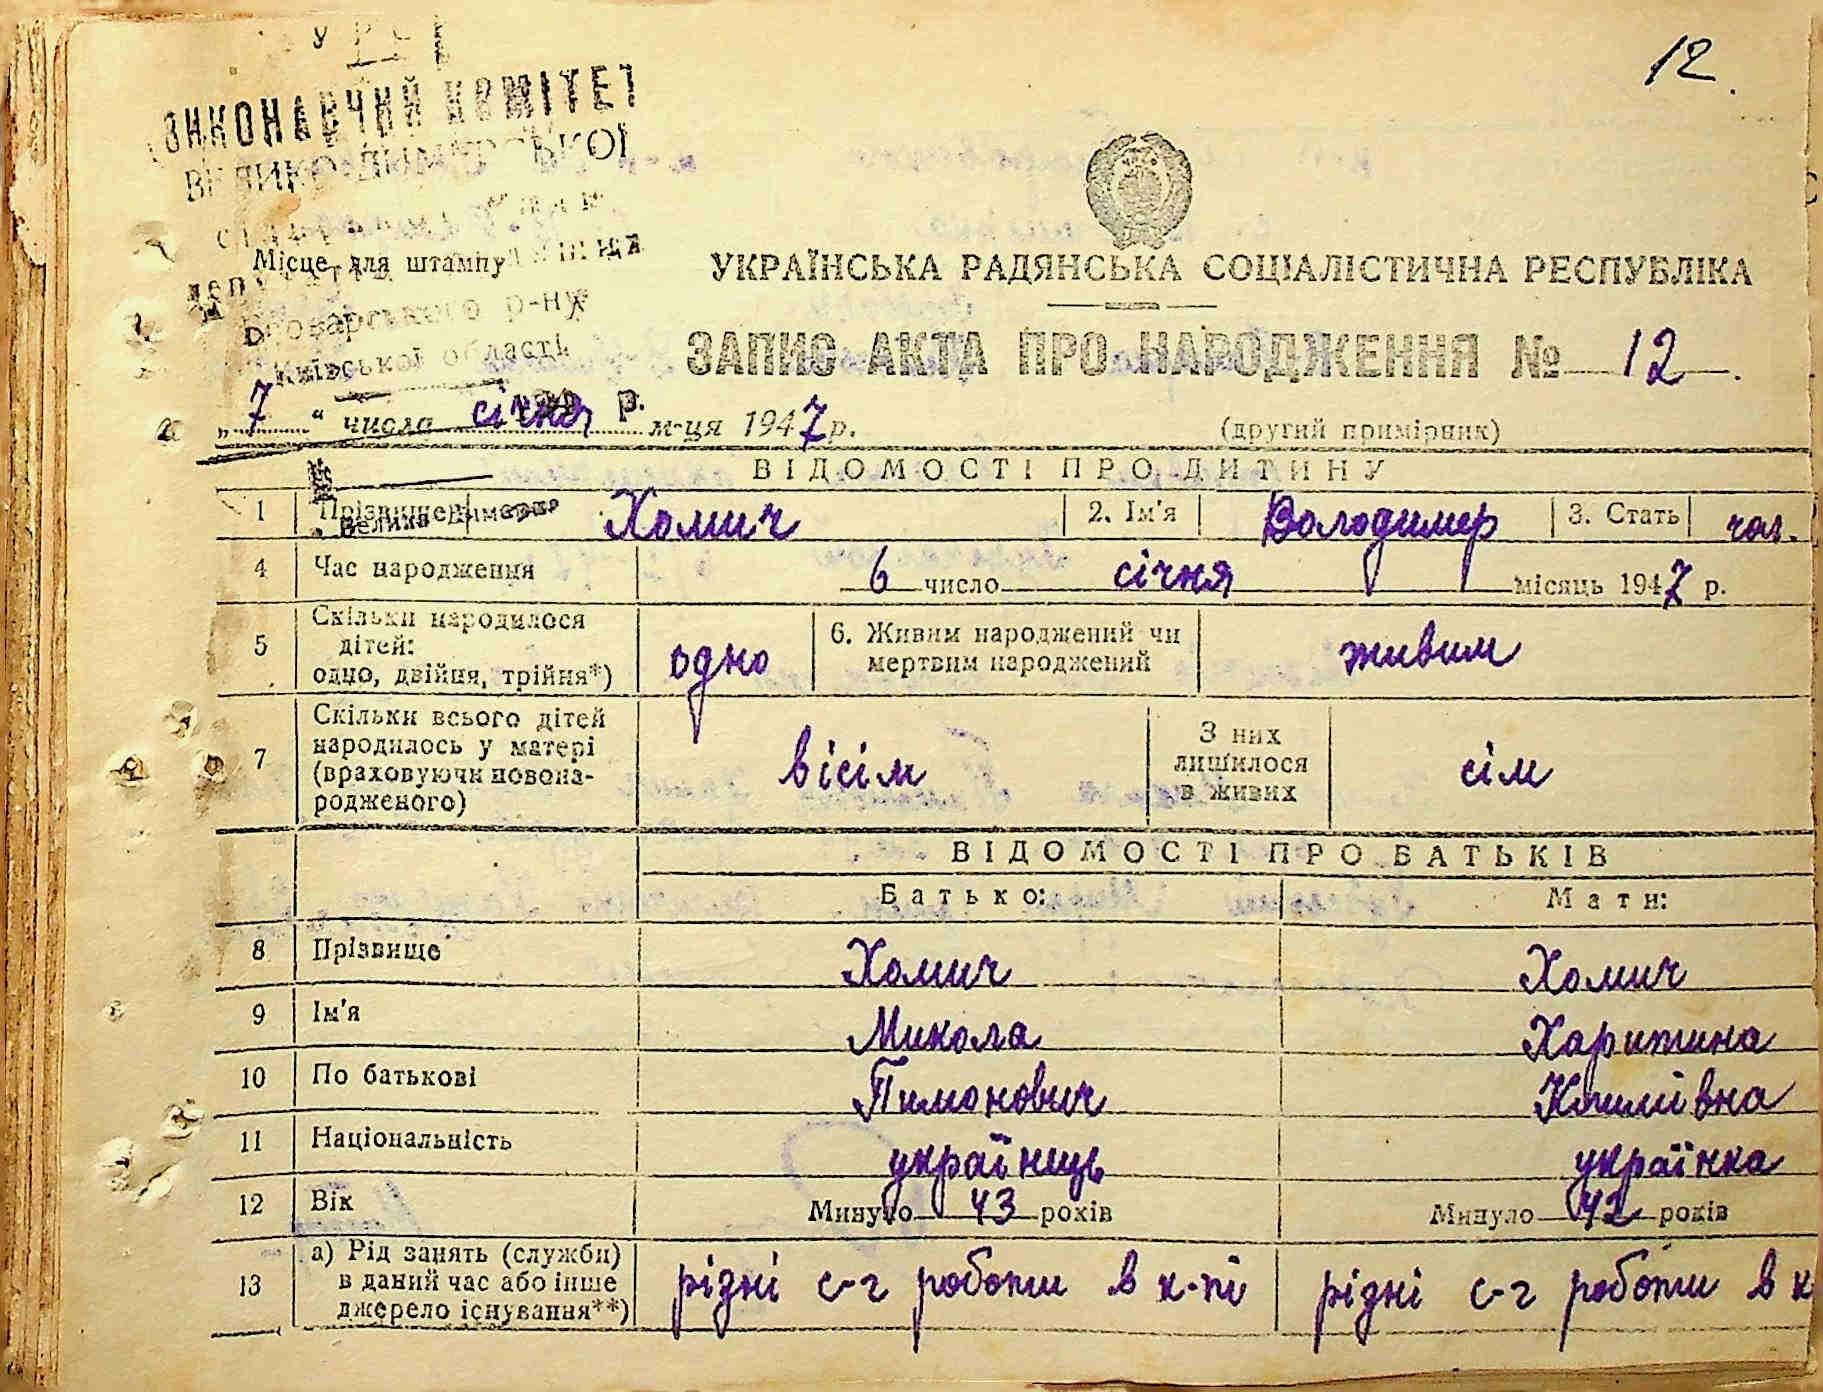 12
ВИКОНАВЧИЙ КОМІТЕТ
ВЕЛИКОДИМЕРСЬКОЇ
Місце для штампу
Броварського р-ну
Київської області
УКРАЇНСЬКА РАДЯНСЬКА СОЦІАЛІСТИЧНА РЕСПУБЛІКА
ЗАПИС АКТА ПРО НАРОДЖЕННЯ № 12
„7“ числа січня м-ця 1947 р.
(другий примірник)
ВІДОМОСТІ ПРО ДИТИНУ
1 Прізвище Хомич 2. Ім'я Володимир 3. Стать чол.
Велика Димерка
4 Час народження 6 число січня місяць 1947 р.
5 Скільки народилося дітей: одно, двійня, трійня*) одно 6. Живим народжений чи мертвим народжений живим
7 Скільки всього дітей народилось у матері (враховуючи новонародженого) вісім З них лишилося в живих сім
ВІДОМОСТІ ПРО БАТЬКІВ
Батько: Мати:
8 Прізвище Хомич Хомич
9 Ім'я Микола Харитина
10 По батькові Пимонович
11 Національність українець українка
12 Вік Минуло 43 років Минуло 42 років
13 а) Рід занять (служби) в даний час або інше джерело існування**) різні с-г роботи в к-пі різні с-г роботи в к